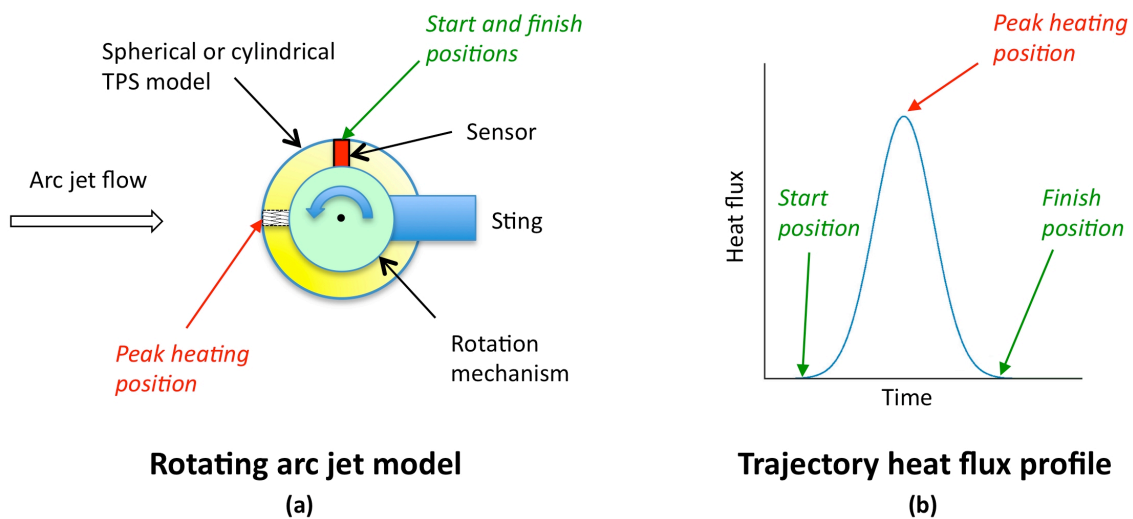 Start and finish
positions
Spherical or cylindrical
TPS model
Sensor
Arc jet flow
Sting
Peak heating
position
Rotation
mechanism
Rotating arc jet model
(a)
Peak heating
position
Heat flux
Start
position
Finish
position
Time
Trajectory heat flux profile
(b)